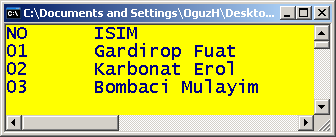 C:\Documents and Settings\OguzH\Deskto...
NO ISIM
01 Gardirop Fuat
02 Karbonat Erol
03 Bombaci Mulayim